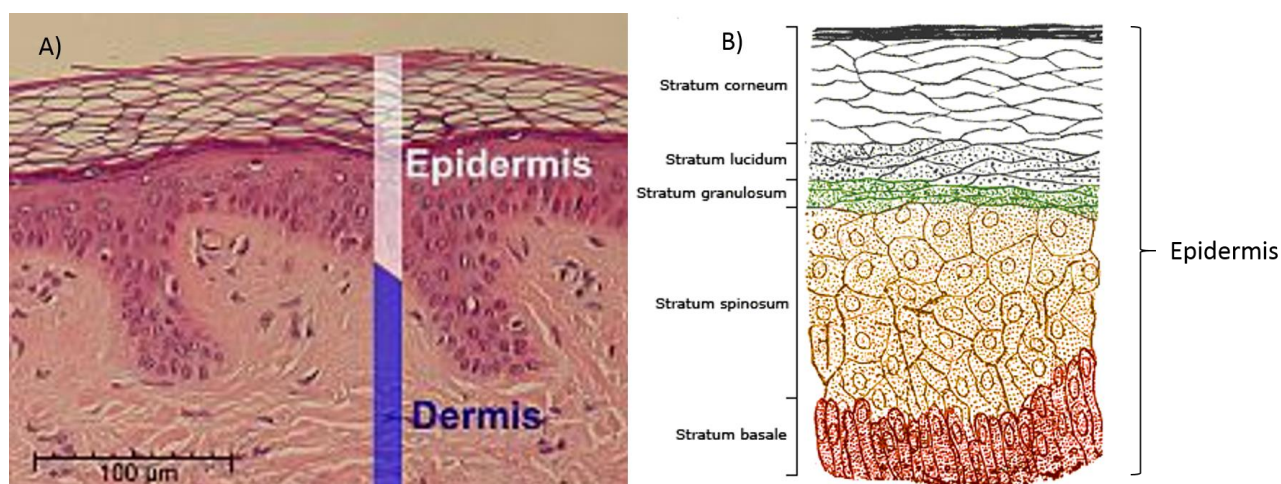 A)
Epidermis
Dermis
100 µm
B)
Stratum corneum
Stratum lucidum
Stratum granulosum
Stratum spinosum
Stratum basale
Epidermis